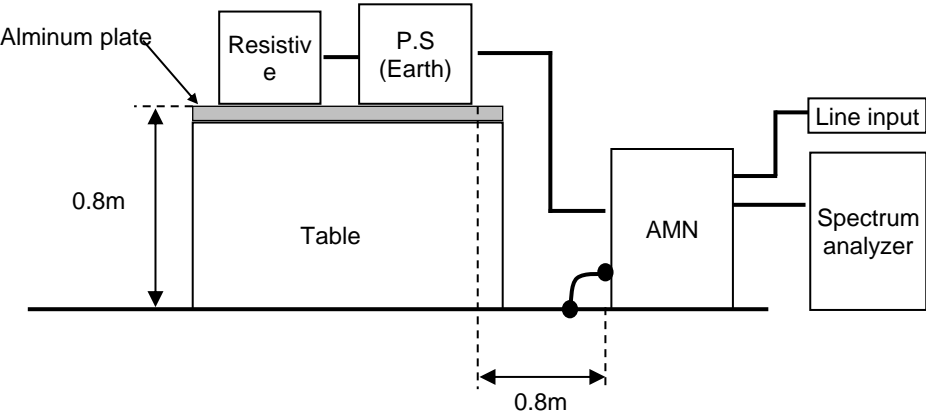 Alminum plate
Resistiv
e
P.S
(Earth)
Line input
0.8m
Table
AMN
Spectrum
analyzer
0.8m